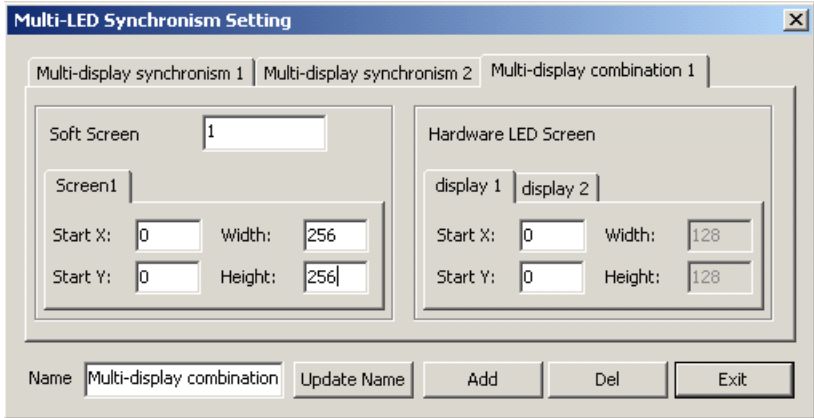 Multi-LED Synchronism Setting
Multi-display synchronism 1 Multi-display synchronism 2 Multi-display combination 1
Soft Screen 1
Screen1
Start X: 0 Width: 256
Start Y: 0 Height: 256
Hardware LED Screen
display 1 display 2
Start X: 0 Width: 128
Start Y: 0 Height: 128
Name Multi-display combination Update Name Add Del Exit